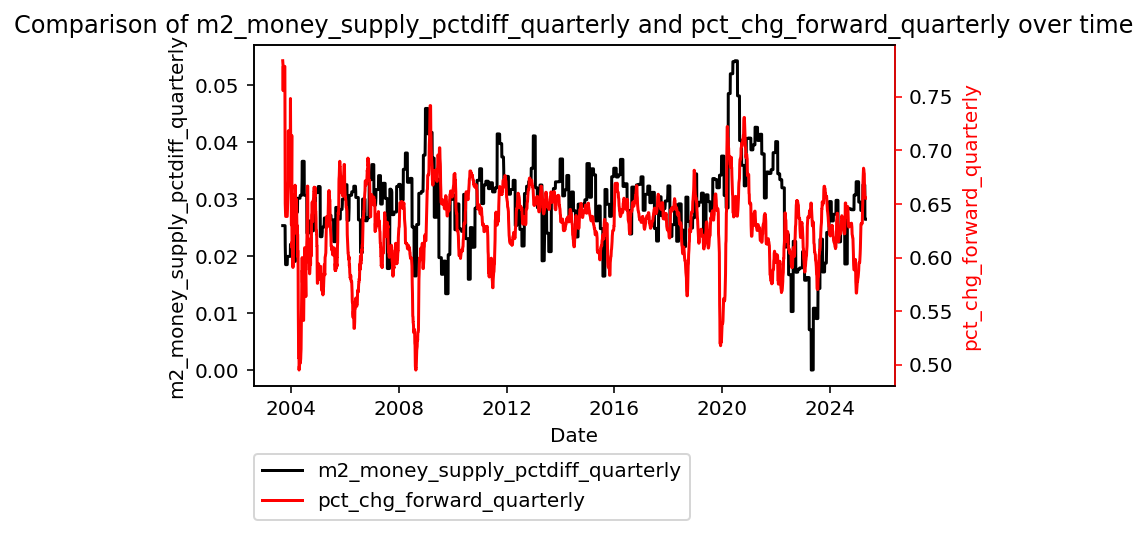 Comparison of m2_money_supply_pctdiff_quarterly and pct_chg_forward_quarterly over time
m2_money_supply_pctdiff_quarterly
0.05
0.04
0.03
0.02
0.01
0.00
0.75
0.70
0.65
0.60
0.55
0.50
pct_chg_forward_quarterly
2004 2008 2012 2016 2020 2024
Date
m2_money_supply_pctdiff_quarterly
pct_chg_forward_quarterly